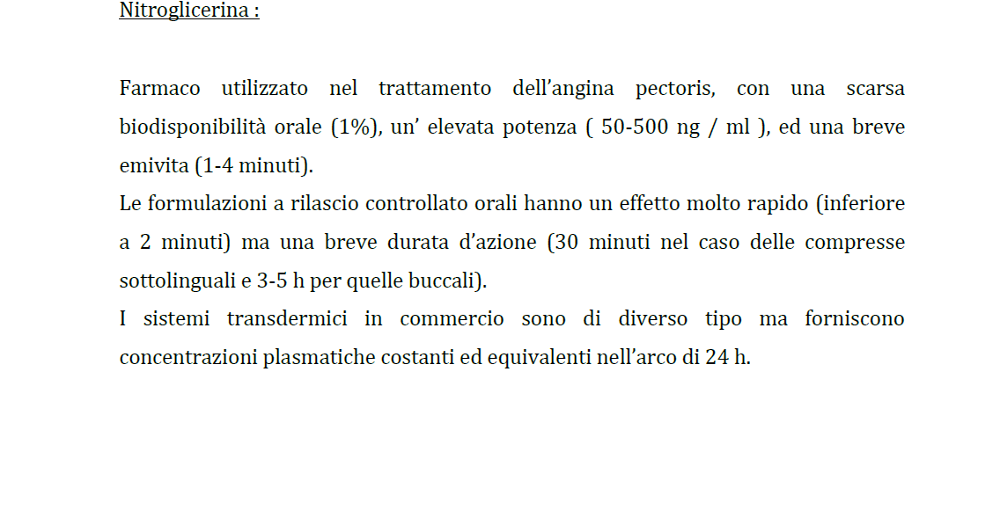 Nitroglicerina :
Farmaco utilizzato nel trattamento dell’angina pectoris, con una scarsa
biodisponibilità orale (1%), un’ elevata potenza ( 50-500 ng / ml ), ed una breve
emivita (1-4 minuti).
Le formulazioni a rilascio controllato orali hanno un effetto molto rapido (inferiore
a 2 minuti) ma una breve durata d’azione (30 minuti nel caso delle compresse
sottolinguali e 3-5 h per quelle buccali).
I sistemi transdermici in commercio sono di diverso tipo ma forniscono
concentrazioni plasmatiche costanti ed equivalenti nell’arco di 24 h.